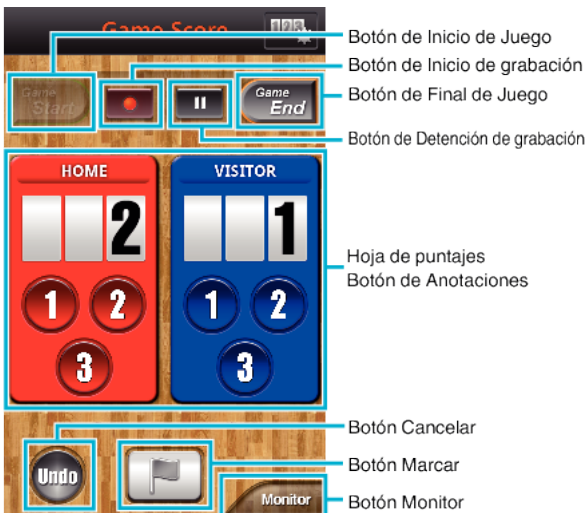 Game Score
123
Botón de Inicio de Juego
Botón de Inicio de grabación
Game
Start
Game
End
Botón de Final de Juego
Botón de Detención de grabación
HOME
VISITOR
2
1
1 2
1 2
3
3
Hoja de puntajes
Botón de Anotaciones
Botón Cancelar
Undo
Botón Marcar
Monitor
Botón Monitor